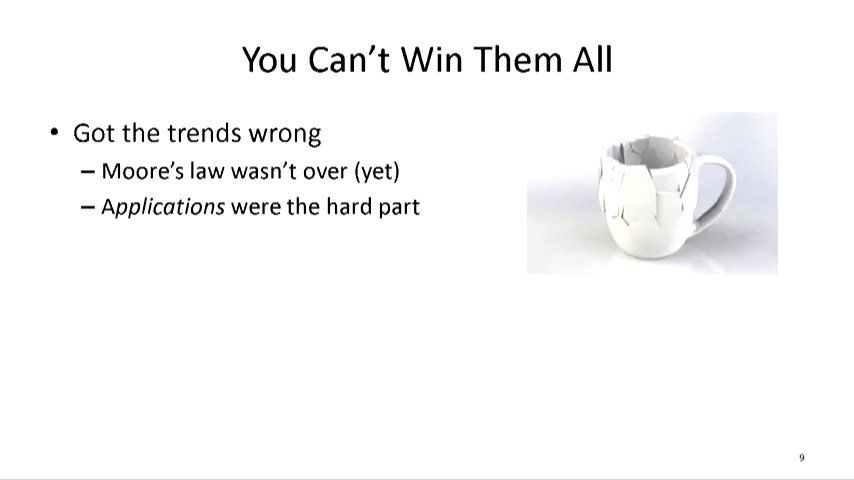 You Can’t Win Them All
• Got the trends wrong
– Moore’s law wasn’t over (yet)
– Applications were the hard part
9